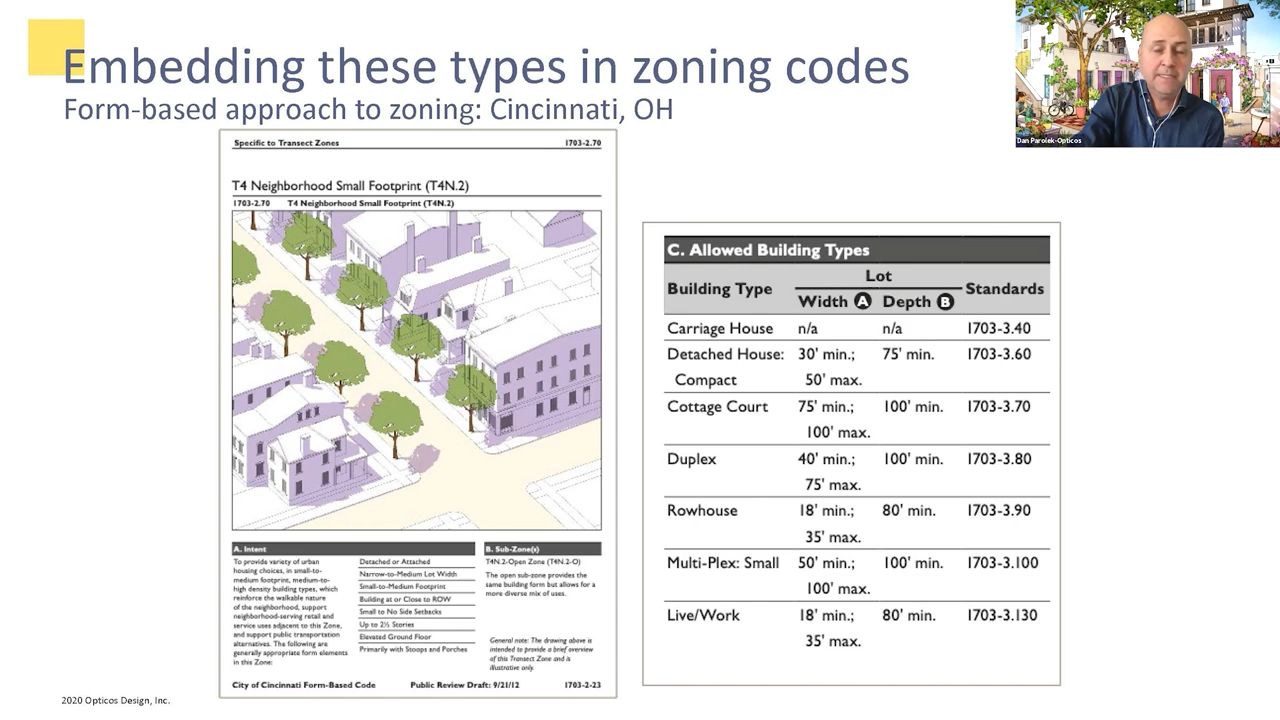 Embedding these types in zoning codes
Form-based approach to zoning: Cincinnati, OH
Dan Parolek-Opticos
Specific to Transect Zones 1703-2.70
T4 Neighborhood Small Footprint (T4N.2)
1703-2.70 T4 Neighborhood Small Footprint (T4N.2)
A. Intent
To provide variety of urban
housing choices, in small-to-
medium footprint, medium-to-
high density building types, which
reinforce the walkable nature
of the neighborhood, support
neighborhood-serving retail and
service uses adjacent to this Zone,
and support public transportation
alternatives. The following are
generally appropriate form elements
in this Zone:
Detached or Attached
Narrow-to-Medium Lot Width
Small-to-Medium Footprint
Building at or Close to ROW
Small to No Side Setbacks
Up to 2½ Stories
Elevated Ground Floor
Primarily with Stoops and Porches
B. Sub-Zone(s)
T4N.2-Open Zone (T4N.2-O)
The open sub-zone provides the
same building form but allows for a
more diverse mix of uses.
General note: The drawing above is
intended to provide a brief overview
of this Transect Zone and is
illustrative only.
City of Cincinnati Form-Based Code Public Review Draft: 9/21/12 1703-2-23
C. Allowed Building Types
Lot
Building Type Width A Depth B Standards
Carriage House n/a n/a 1703-3.40
Detached House: 30' min.; 75' min. 1703-3.60
Compact 50' max.
Cottage Court 75' min.; 100' min. 1703-3.70
100' max.
Duplex 40' min.; 100' min. 1703-3.80
75' max.
Rowhouse 18' min.; 80' min. 1703-3.90
35' max.
Multi-Plex: Small 50' min.; 100' min. 1703-3.100
100' max.
Live/Work 18' min.; 80' min. 1703-3.130
35' max.
2020 Opticos Design, Inc.